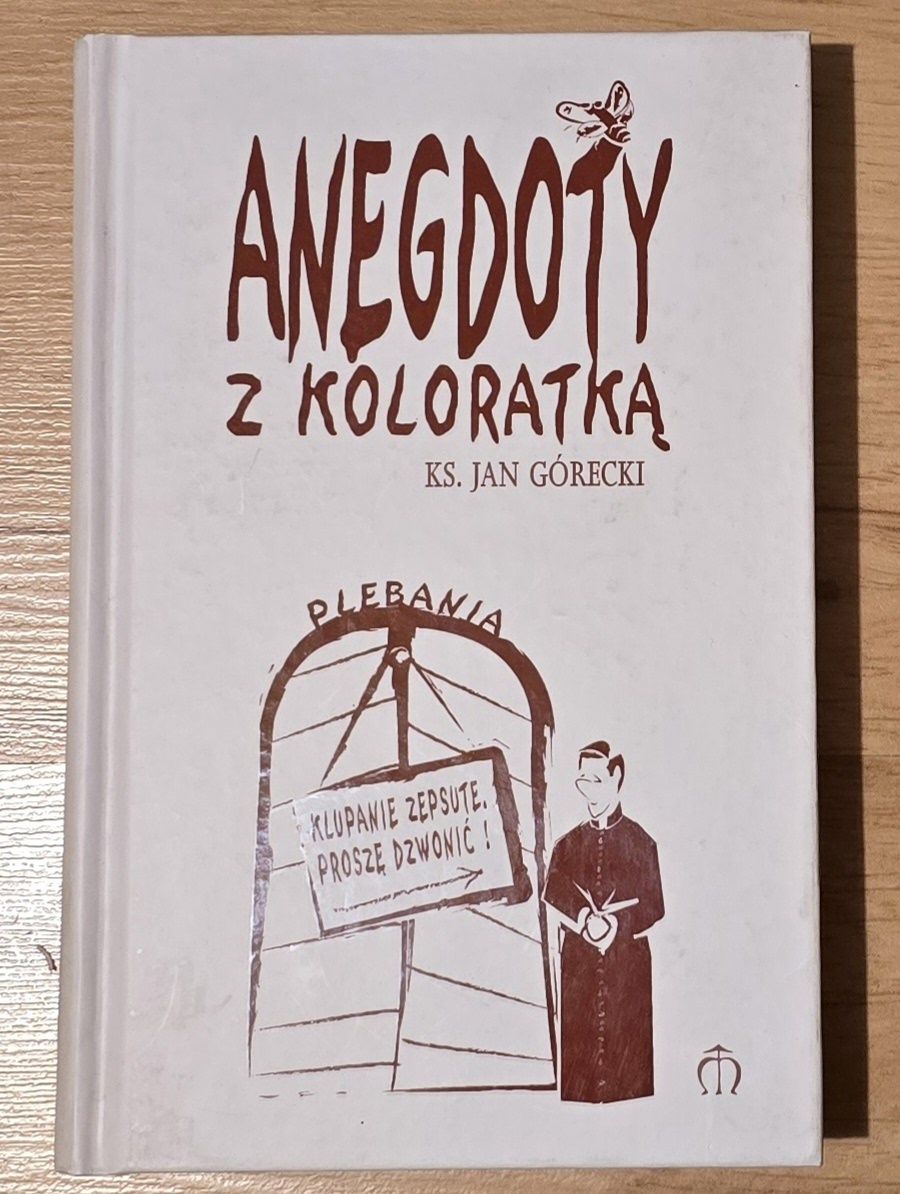 ANEGDOTY
Z KOLORATKĄ
KS. JAN GÓRECKI
PLEBANIA
KLUPANIE ZEPSUTE.
PROSZĘ DZWONIĆ!